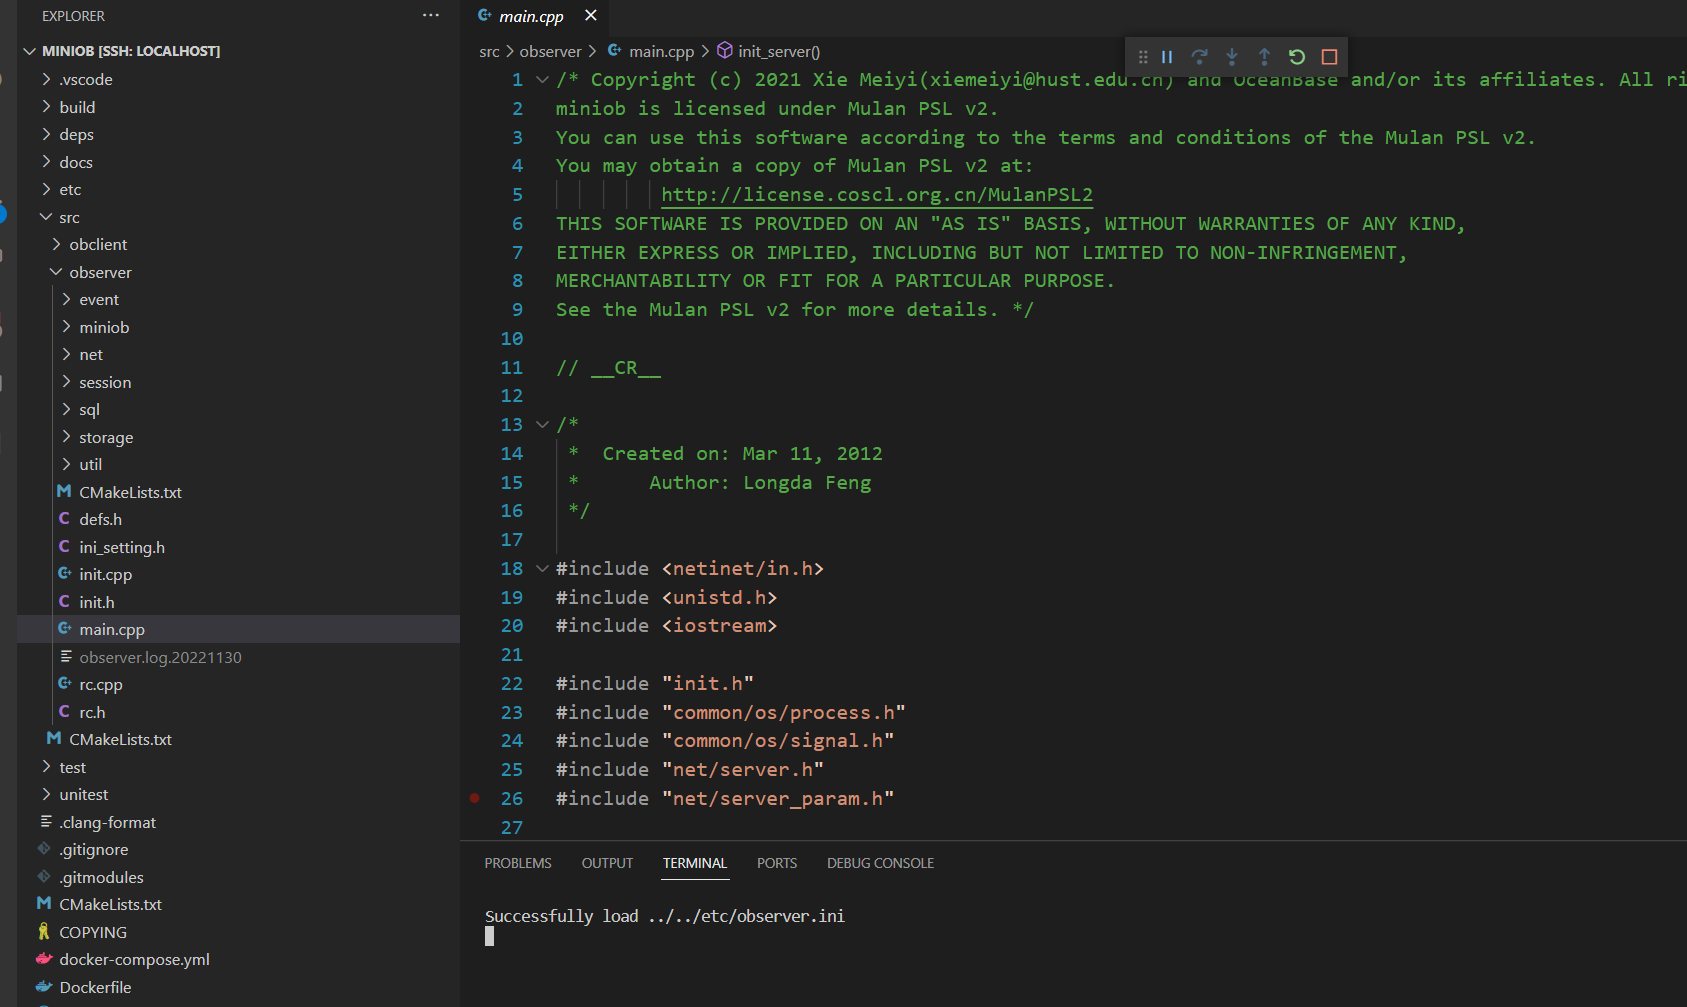 EXPLORER
MINIOB [SSH: LOCALHOST]
.vscode
build
deps
docs
etc
src
obclient
observer
event
miniob
net
session
sql
storage
util
CMakeLists.txt
defs.h
ini_setting.h
init.cpp
init.h
main.cpp
observer.log.20221130
rc.cpp
rc.h
CMakeLists.txt
test
unitest
.clang-format
.gitignore
.gitmodules
CMakeLists.txt
COPYING
docker-compose.yml
Dockerfile
main.cpp
src > observer > main.cpp > init_server()
1 /* Copyright (c) 2021 Xie Meiyi(xiemeiyi@hust.edu.cn) and OceanBase and/or its affiliates. All ri
2 miniob is licensed under Mulan PSL v2.
3 You can use this software according to the terms and conditions of the Mulan PSL v2.
4 You may obtain a copy of Mulan PSL v2 at:
5 http://license.coscl.org.cn/MulanPSL2
6 THIS SOFTWARE IS PROVIDED ON AN "AS IS" BASIS, WITHOUT WARRANTIES OF ANY KIND,
7 EITHER EXPRESS OR IMPLIED, INCLUDING BUT NOT LIMITED TO NON-INFRINGEMENT,
8 MERCHANTABILITY OR FIT FOR A PARTICULAR PURPOSE.
9 See the Mulan PSL v2 for more details. */
10
11 // __CR__
12
13 /*
14 * Created on: Mar 11, 2012
15 * Author: Longda Feng
16 */
17
18 #include <netinet/in.h>
19 #include <unistd.h>
20 #include <iostream>
21
22 #include "init.h"
23 #include "common/os/process.h"
24 #include "common/os/signal.h"
25 #include "net/server.h"
26 #include "net/server_param.h"
27
PROBLEMS OUTPUT TERMINAL PORTS DEBUG CONSOLE
Successfully load ../../etc/observer.ini